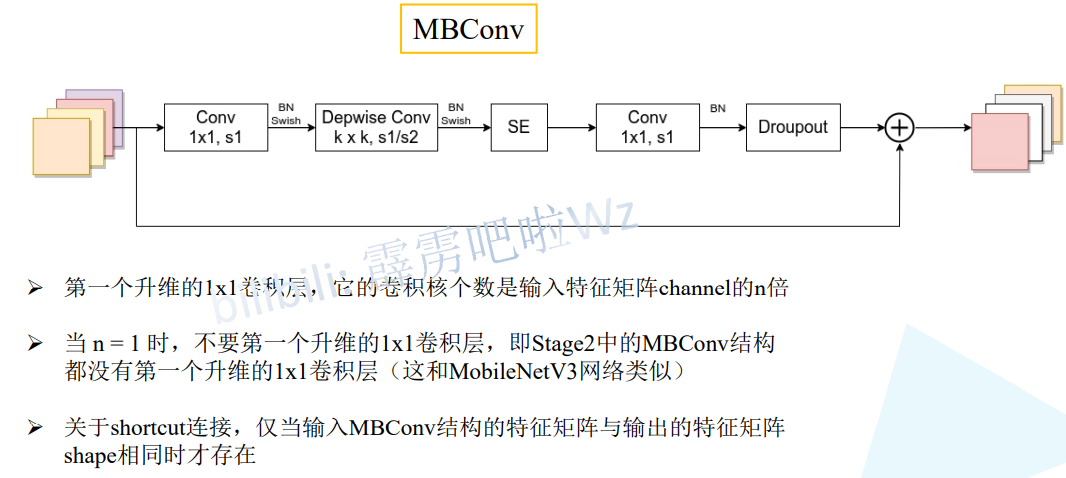 MBConv
Conv
1x1, s1
BN
Swish
Depwise Conv
k x k, s1/s2
BN
Swish
SE
Conv
1x1, s1
BN
Droupout
bilibili: 霹雳吧啦Wz
➢ 第一个升维的1x1卷积层，它的卷积核个数是输入特征矩阵channel的n倍
➢ 当 n = 1 时，不要第一个升维的1x1卷积层，即Stage2中的MBConv结构
都没有第一个升维的1x1卷积层（这和MobileNetV3网络类似）
➢ 关于shortcut连接，仅当输入MBConv结构的特征矩阵与输出的特征矩阵
shape相同时才存在